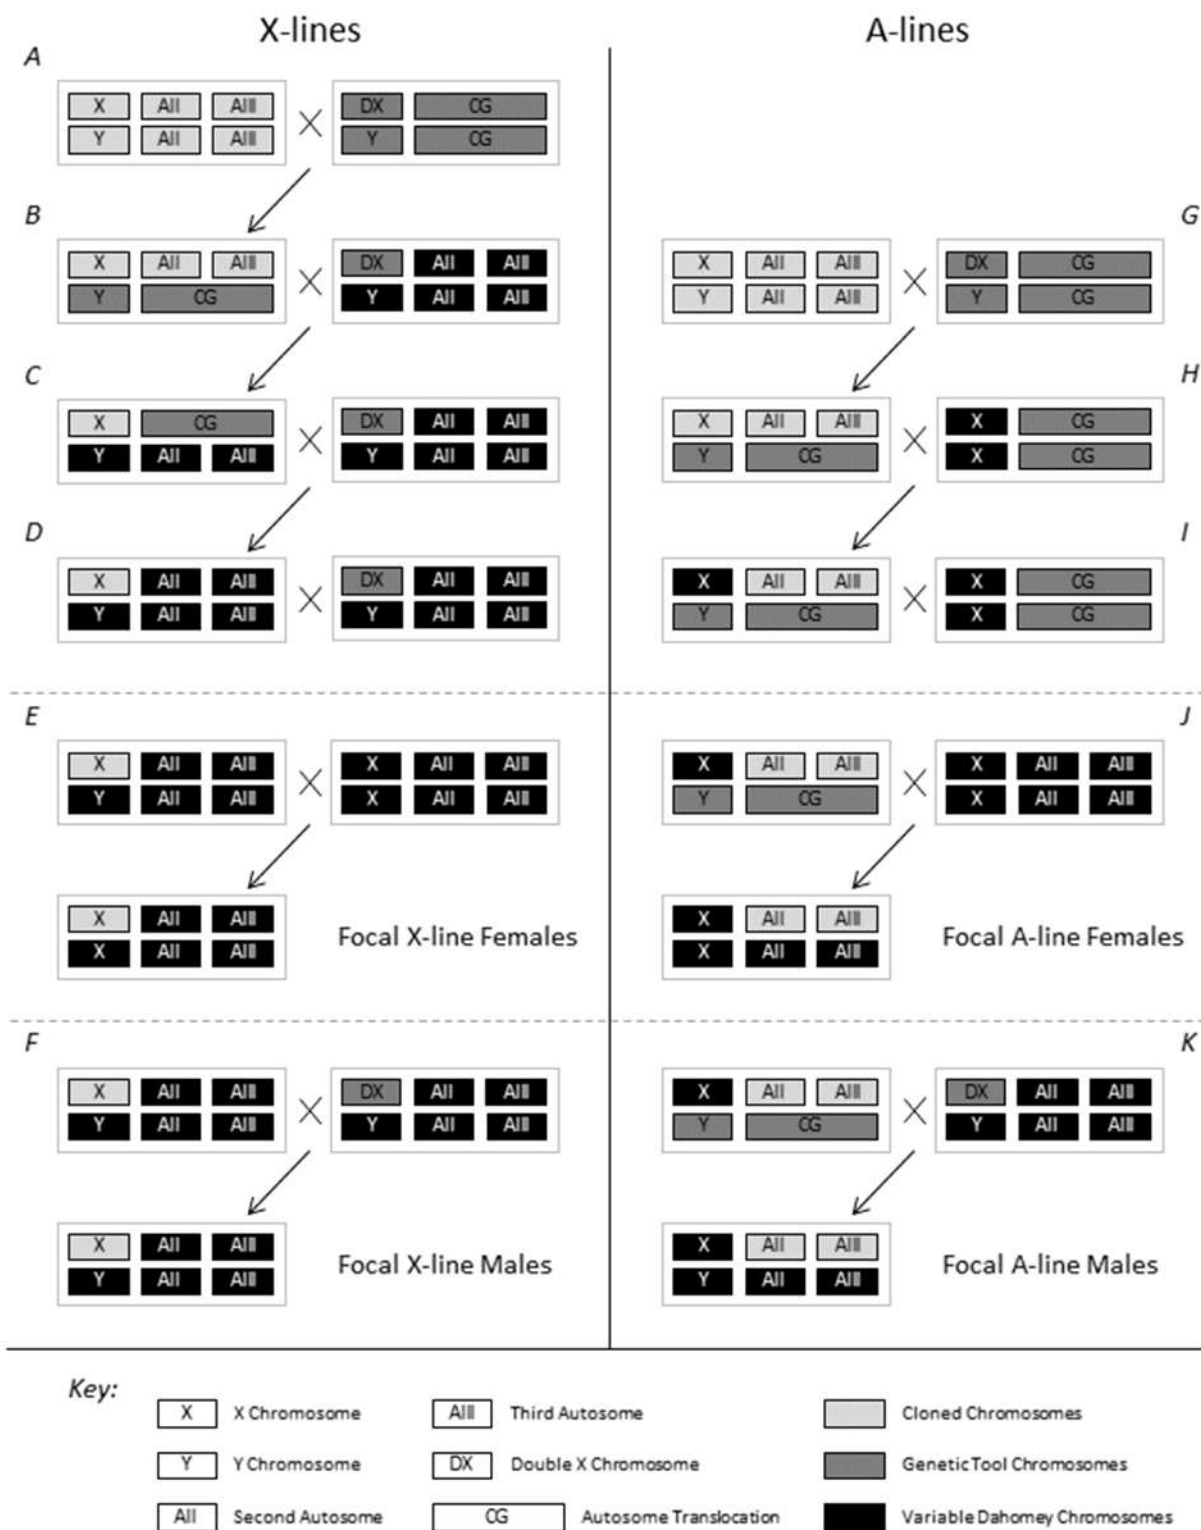 X-lines A-lines
A
X AII AIII DX CG
Y AII AIII Y CG
B G
X AII AIII DX AII AIII X AII AIII DX CG
Y CG Y AII AIII Y AII AIII Y CG
C H
X CG DX AII AIII X AII AIII X CG
Y AII AIII Y AII AIII Y CG X CG
D I
X AII AIII DX AII AIII X AII AIII X CG
Y AII AIII Y AII AIII Y CG X CG
E J
X AII AIII X AII AIII X AII AIII X AII AIII
Y AII AIII X AII AIII Y CG X AII AIII
X AII AIII X AII AIII
Focal X-line Females Focal A-line Females
X AII AIII X AII AIII
F K
X AII AIII DX AII AIII X AII AIII DX AII AIII
Y AII AIII Y AII AIII Y CG Y AII AIII
X AII AIII X AII AIII
Focal X-line Males Focal A-line Males
Y AII AIII Y AII AIII
Key:
X X Chromosome AIII Third Autosome Cloned Chromosomes
Y Y Chromosome DX Double X Chromosome Genetic Tool Chromosomes
AII Second Autosome CG Autosome Translocation Variable Dahomey Chromosomes